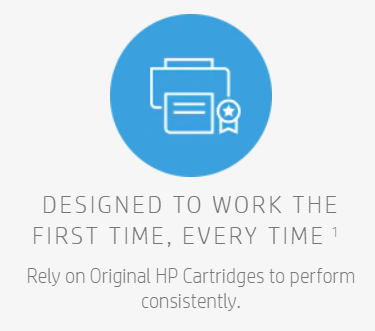 DESIGNED TO WORK THE
FIRST TIME, EVERY TIME ¹
Rely on Original HP Cartridges to perform
consistently.